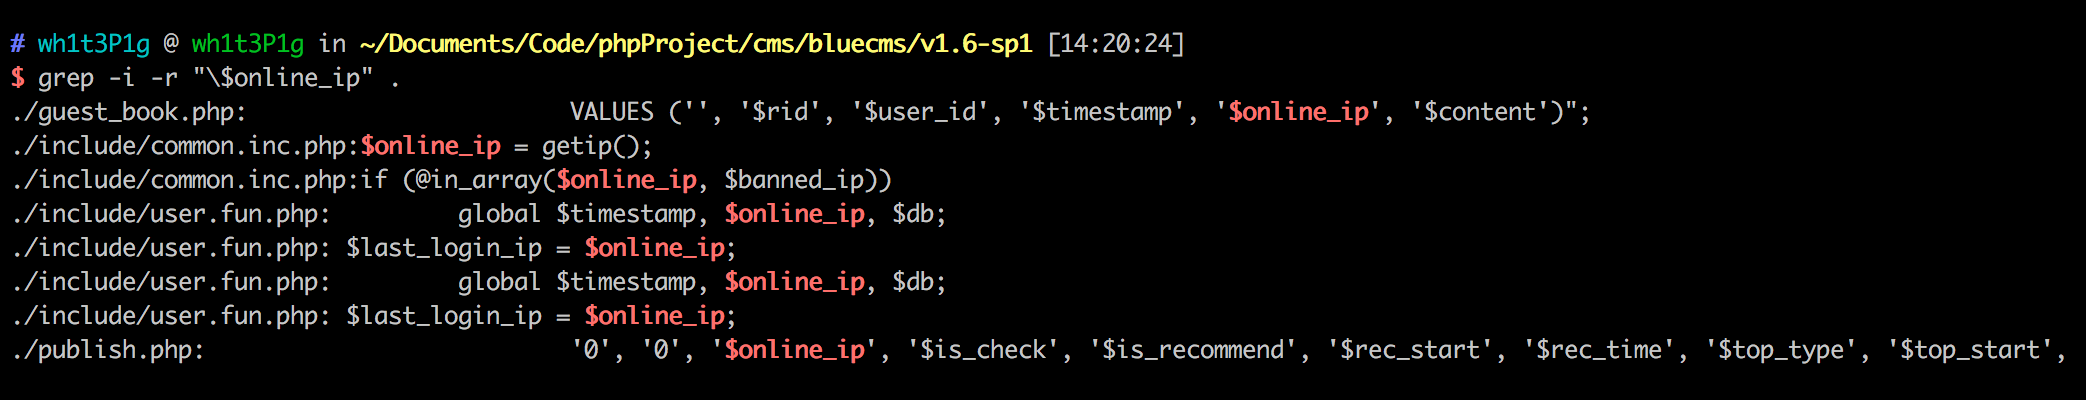 # wh1t3P1g @ wh1t3P1g in ~/Documents/Code/phpProject/cms/bluecms/v1.6-sp1 [14:20:24]
$ grep -i -r "\$online_ip" .
./guest_book.php:                       VALUES ('', '$rid', '$user_id', '$timestamp', '$online_ip', '$content')";
./include/common.inc.php:$online_ip = getip();
./include/common.inc.php:if (@in_array($online_ip, $banned_ip))
./include/user.fun.php:         global $timestamp, $online_ip, $db;
./include/user.fun.php: $last_login_ip = $online_ip;
./include/user.fun.php:         global $timestamp, $online_ip, $db;
./include/user.fun.php: $last_login_ip = $online_ip;
./publish.php:                          '0', '0', '$online_ip', '$is_check', '$is_recommend', '$rec_start', '$rec_time', '$top_type', '$top_start',